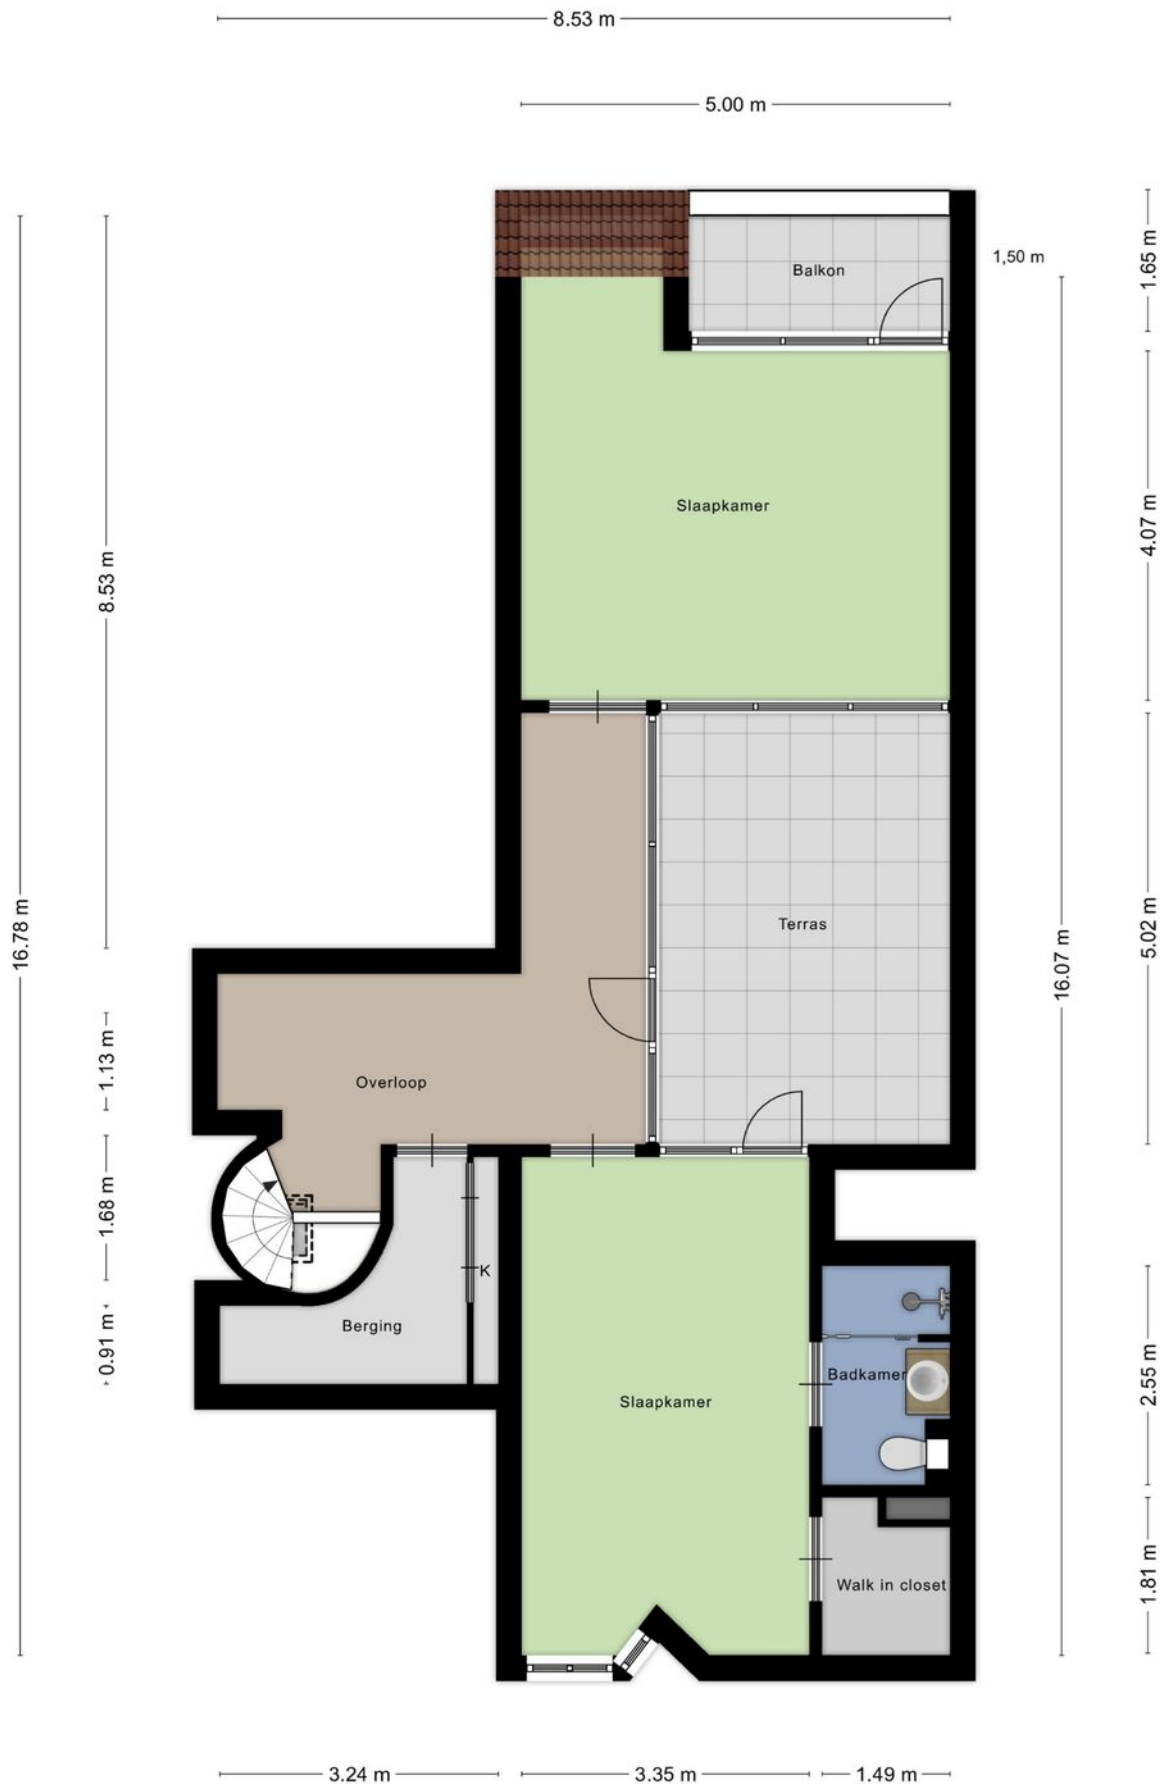 8.53 m
5.00 m
1.65 m
1,50 m
Balkon
Slaapkamer
4.07 m
8.53 m
16.78 m
Terras
5.02 m
16.07 m
1.13 m
Overloop
1.68 m
K
Berging
0.91 m
Badkamer
2.55 m
Slaapkamer
Walk in closet
1.81 m
3.24 m
3.35 m
1.49 m